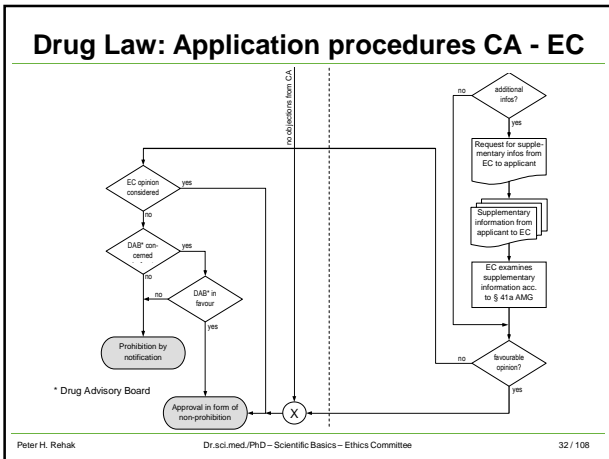 Drug Law: Application procedures CA - EC
no objections from CA
no
additional
infos?
yes
Request for supple-
mentary infos from
EC to applicant
EC opinion
considered
yes
no
Supplementary
information from
applicant to EC
DAB* con-
cerned
yes
no
EC examines
supplementary
information acc.
to § 41a AMG
no
DAB* in
favour
yes
Prohibition by
notification
no
favourable
opinion?
yes
* Drug Advisory Board
Approval in form of
non-prohibition
X
Peter H. Rehak
Dr.sci.med./PhD – Scientific Basics – Ethics Committee
32 / 108